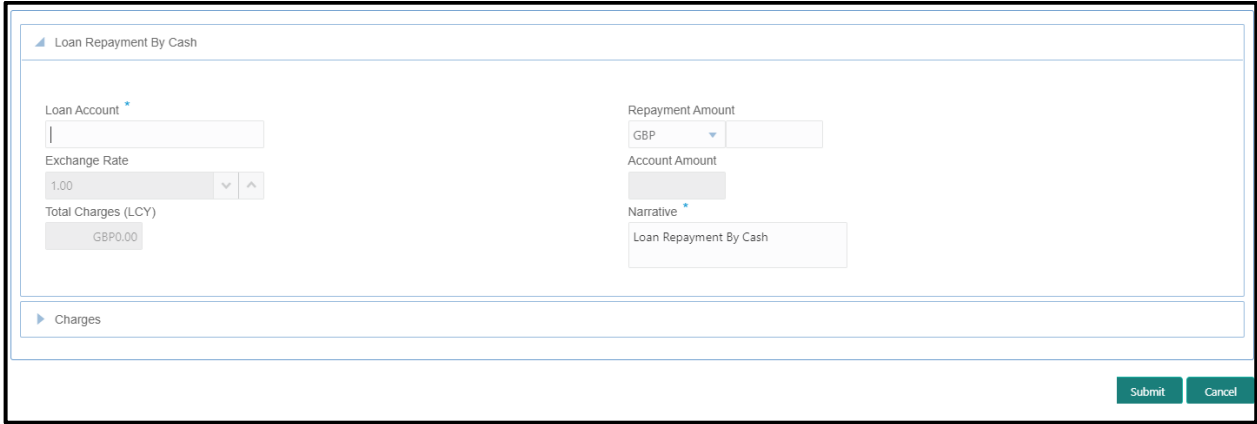 Loan Repayment By Cash
Loan Account *
Repayment Amount
GBP
Exchange Rate
Account Amount
1.00
Total Charges (LCY)
Narrative *
GBP0.00
Loan Repayment By Cash
Charges
Submit
Cancel